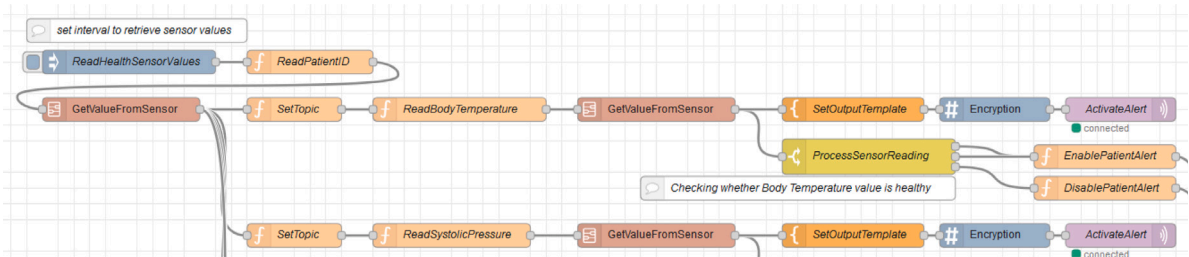 set interval to retrieve sensor values
ReadHealthSensorValues
ReadPatientID
GetValueFromSensor
SetTopic
ReadBodyTemperature
GetValueFromSensor
SetOutputTemplate
Encryption
ActivateAlert
connected
ProcessSensorReading
EnablePatientAlert
Checking whether Body Temperature value is healthy
DisablePatientAlert
SetTopic
ReadSystolicPressure
GetValueFromSensor
SetOutputTemplate
Encryption
ActivateAlert
connected